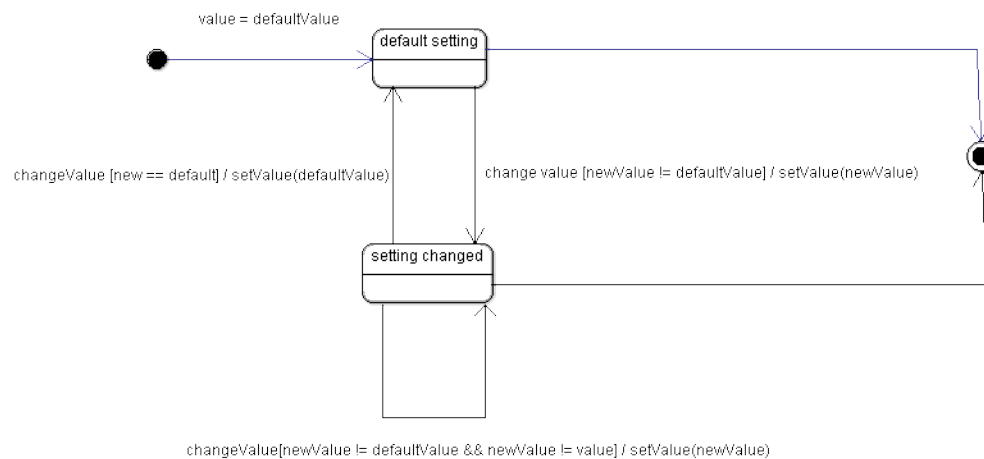 value = defaultValue
default setting
changeValue [new == default] / setValue(defaultValue)
change value [newValue != defaultValue] / setValue(newValue)
setting changed
changeValue[newValue != defaultValue && newValue != value] / setValue(newValue)